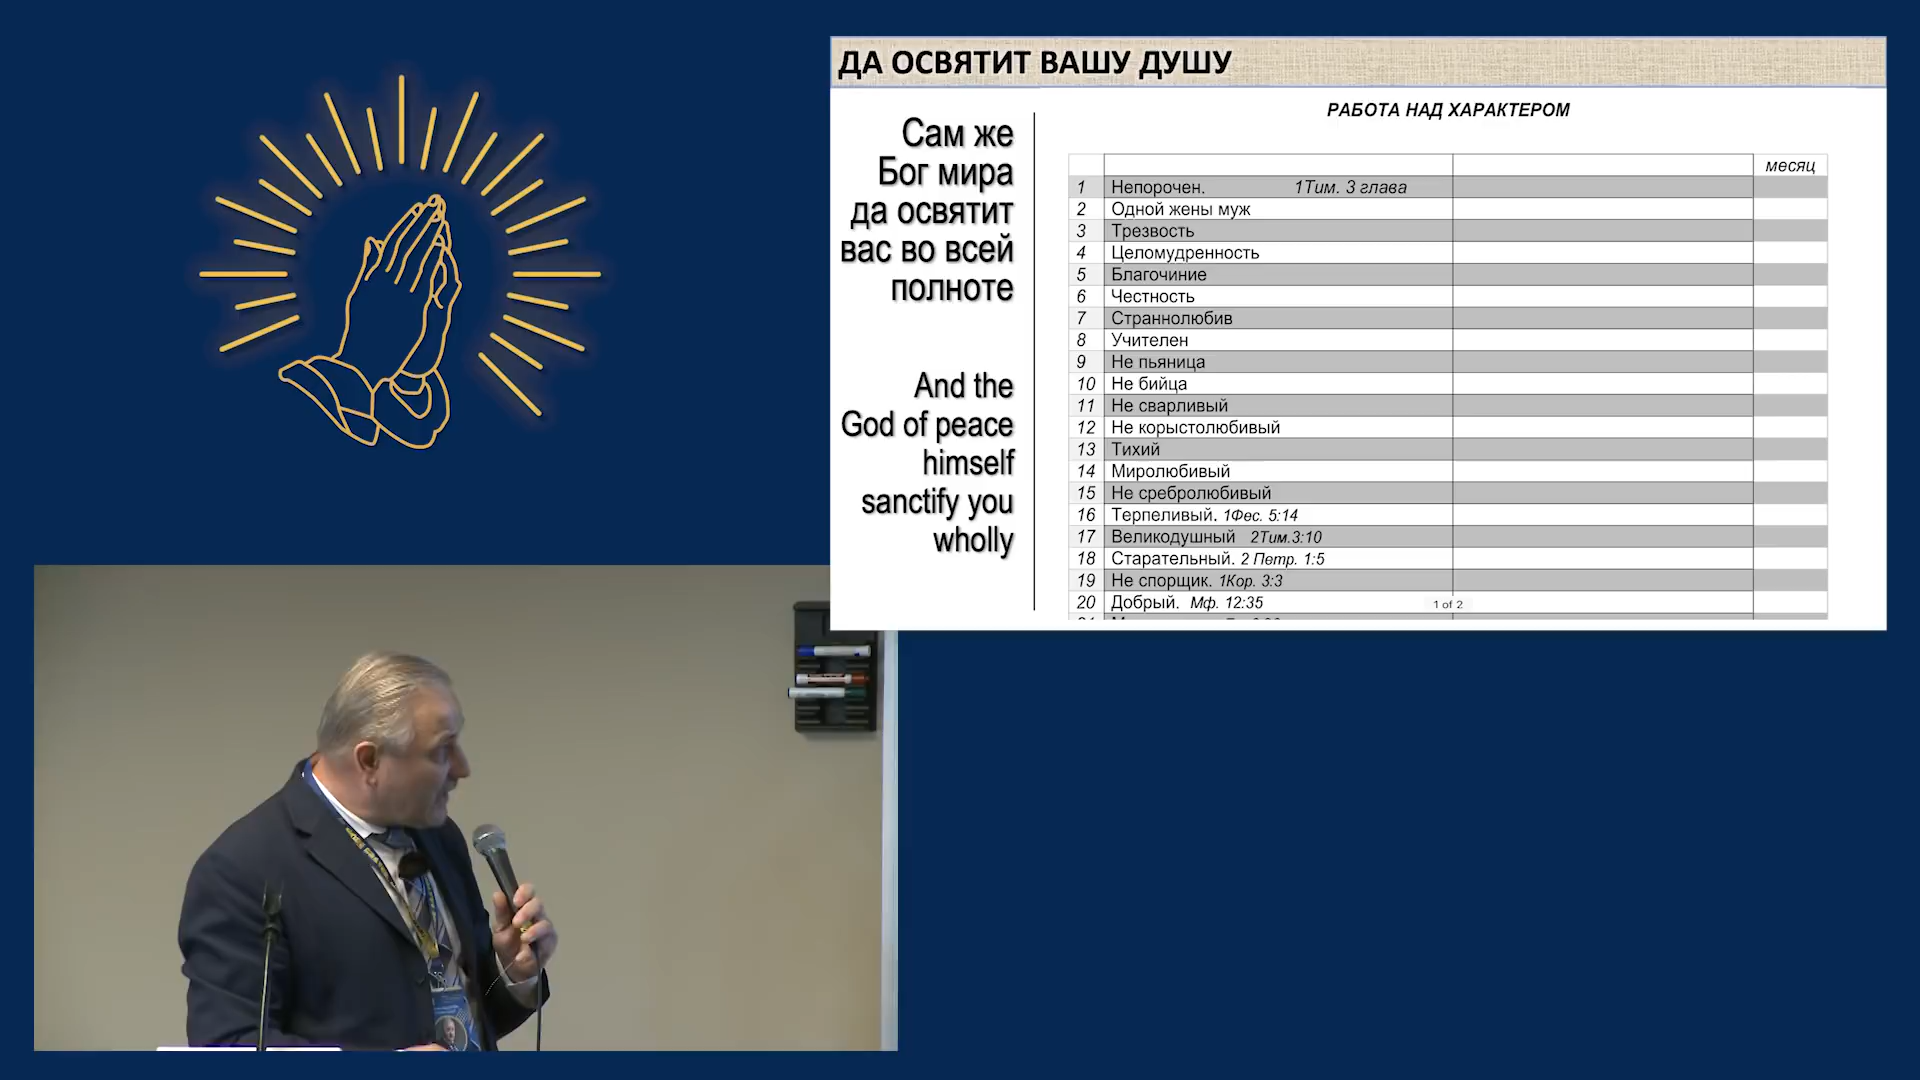 ДА ОСВЯТИТ ВАШУ ДУШУ
Сам же
Бог мира
да освятит
вас во всей
полноте
And the
God of peace
himself
sanctify you
wholly
РАБОТА НАД ХАРАКТЕРОМ
месяц
1 Непорочен. 1Тим. 3 глава
2 Одной жены муж
3 Трезвость
4 Целомудренность
5 Благочиние
6 Честность
7 Страннолюбив
8 Учителен
9 Не пьяница
10 Не бийца
11 Не сварливый
12 Не корыстолюбивый
13 Тихий
14 Миролюбивый
15 Не сребролюбивый
16 Терпеливый. 1Фес. 5:14
17 Великодушный 2Тим.3:10
18 Старательный. 2 Петр. 1:5
19 Не спорщик. 1Кор. 3:3
20 Добрый. Мф. 12:35
1 of 2